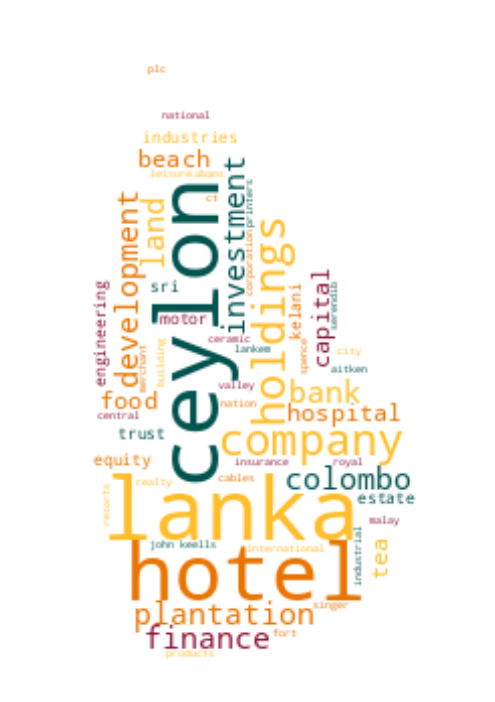 plc
national
industries
beach
leisure
abans
ct
printers
ceylon
investment
development
land
holdings
corporation
sri
motor
engineering
capital
serendib
kelani
ceramic
lankem
merchant
building
spence
city
aitken
valley
food
nation
bank
central
hospital
trust
company
equity
insurance
royal
cables
realty
colombo
estate
resorts
lanka
malay
john keells
international
industrial
tea
hotel
plantation
singer
finance
fort
products